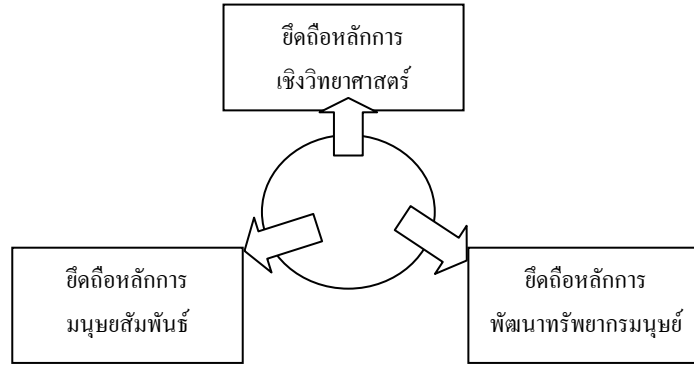 ยึดถือหลักการ
เชิงวิทยาศาสตร์
ยึดถือหลักการ
มนุษยสัมพันธ์
ยึดถือหลักการ
พัฒนาทรัพยากรมนุษย์